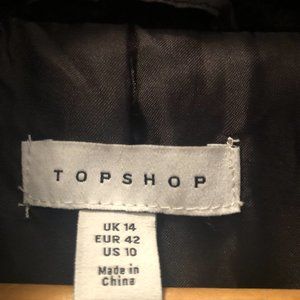 TOPSHOP
UK 14
EUR 42
US 10
Made in
China